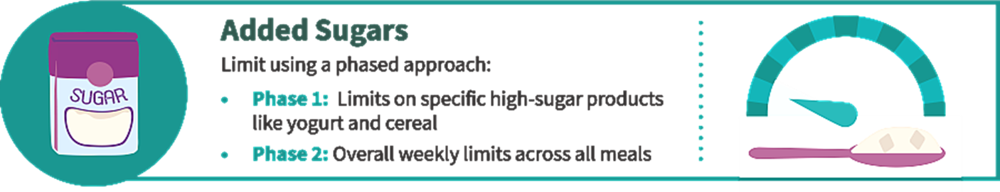 SUGAR
Added Sugars
Limit using a phased approach:
• Phase 1: Limits on specific high-sugar products
like yogurt and cereal
• Phase 2: Overall weekly limits across all meals